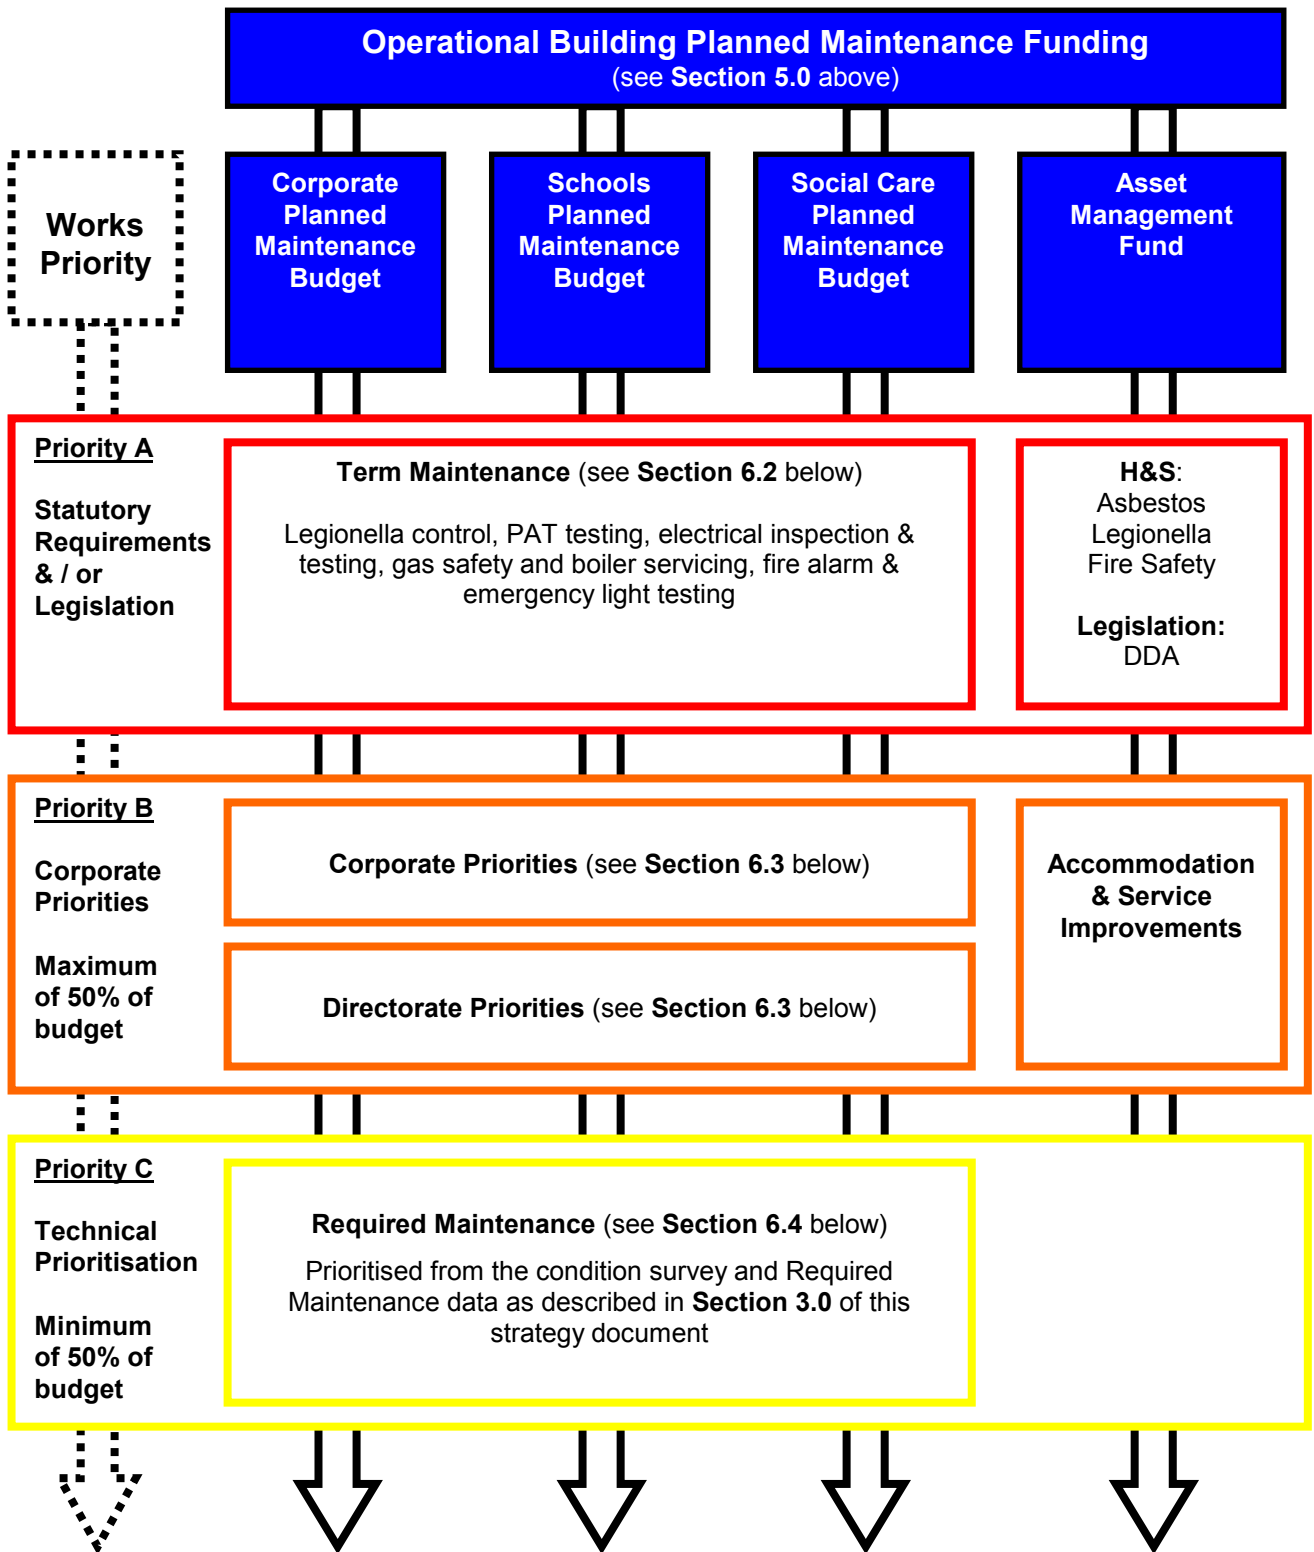 Operational Building Planned Maintenance Funding
(see Section 5.0 above)
Works
Priority
Corporate
Planned
Maintenance
Budget
Schools
Planned
Maintenance
Budget
Social Care
Planned
Maintenance
Budget
Asset
Management
Fund
Priority A
Statutory
Requirements
& / or
Legislation
Term Maintenance (see Section 6.2 below)
Legionella control, PAT testing, electrical inspection &
testing, gas safety and boiler servicing, fire alarm &
emergency light testing
H&S:
Asbestos
Legionella
Fire Safety
Legislation:
DDA
Priority B
Corporate
Priorities
Maximum
of 50% of
budget
Corporate Priorities (see Section 6.3 below)
Directorate Priorities (see Section 6.3 below)
Accommodation
& Service
Improvements
Priority C
Technical
Prioritisation
Minimum
of 50% of
budget
Required Maintenance (see Section 6.4 below)
Prioritised from the condition survey and Required
Maintenance data as described in Section 3.0 of this
strategy document